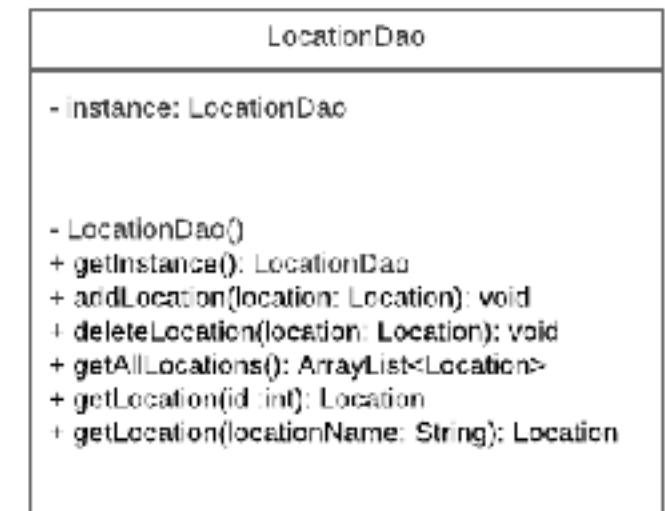 LocationDao
- instance: LocationDao
- LocationDao()
+ getInstance(): LocationDao
+ addLocation(location: Location): void
+ deleteLocation(location: Location): void
+ getAllLocations(): ArrayList<Location>
+ getLocation(id :int): Location
+ getLocation(locationName: String): Location